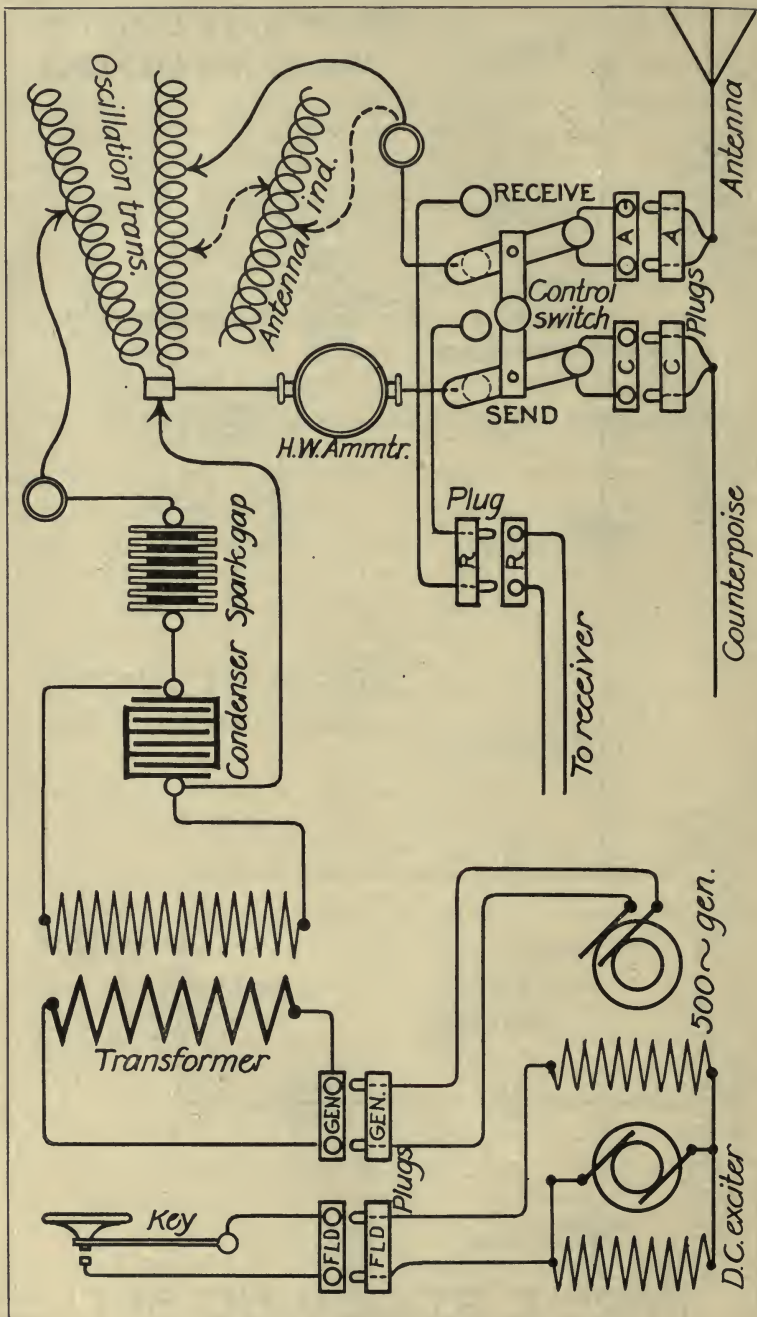 Oscillation trans.
Antenna ind.
RECEIVE
Control
switch
SEND
A
A
C
C
Plugs
Antenna
Counterpoise
H.W.Ammtr.
Plug
R
R
To receiver
Spark gap
Condenser
Transformer
GEN
GEN.
Plugs
500~ gen.
Key
FLD
FLD
D.C. exciter